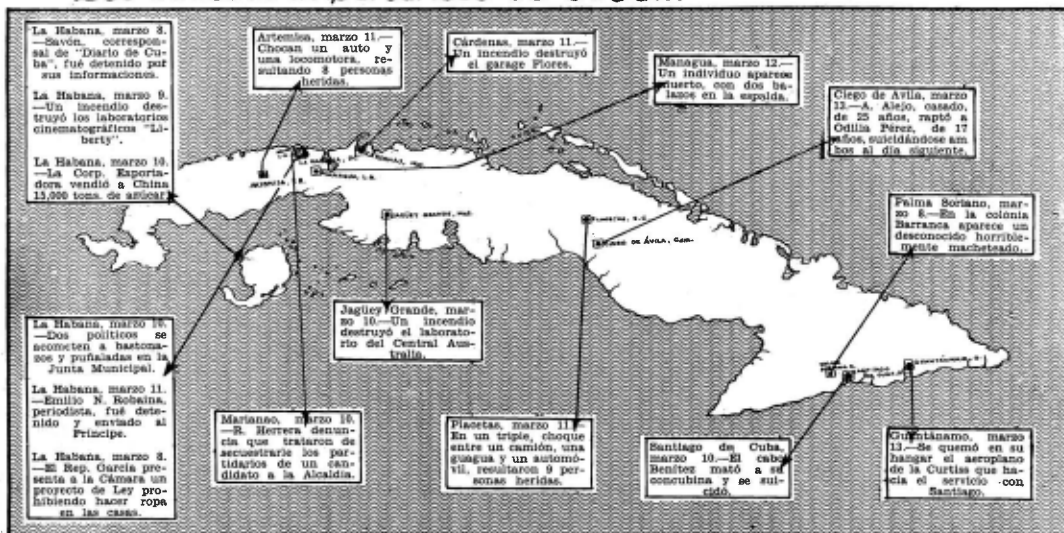 La Habana, marzo 8.
—Savón, correspon-
sal de "Diario de Cu-
ba", fué detenido por
sus informaciones.
La Habana, marzo 9.
—Un incendio des-
truyó los laboratorios
cinematográficos "Li-
berty".
La Habana, marzo 10.
—La Corp. Exporta-
dora vendió a China
15,000 tons. de azúcar.
Artemisa, marzo 11.—
Chocan un auto y
una locomotora, re-
sultando 8 personas
heridas.
Cárdenas, marzo 11.—
Un incendio destruyó
el garage Flores.
Managua, marzo 12.—
Un individuo aparece
muerto, con dos ba-
lazos en la espalda.
Ciego de Avila, marzo
13.—A. Alejo, casado,
de 25 años, raptó a
Odilia Pérez, de 17
años, suicidándose am
bos al día siguiente.
Palma Soriano, mar-
zo 8.—En la colonia
Barranca aparece un
desconocido horrible-
mente macheteado.
JAGÜEY GRANDE,
PLACETAS,
DE ÁVILA,
Jagüey Grande, mar-
zo 10.—Un incendio
destruyó el laborato-
rio del Central Aus-
tralia.
La Habana, marzo 10.
—Dos políticos se
acometen a bastona-
zos y puñaladas en la
Junta Municipal.
La Habana, marzo 11.
—Emilio N. Robaina,
periodista, fué dete-
nido y enviado al
Príncipe.
La Habana, marzo 8.
—El Rep. García pre-
senta a la Cámara un
proyecto de Ley pro-
hibiendo hacer ropa
en las casas.
Marianao, marzo 10.
—R. Herrera denun-
cia que trataron de
secuestrarle los par-
tidarios de un can-
didato a la Alcaldía.
Placetas, marzo 11.
En un triple, choque
entre un camión, una
guagua y un automó-
vil, resultaron 9 per-
sonas heridas.
Santiago de Cuba,
marzo 10.—El cabo
Benítez mató a su
concubina y se sui-
cidó.
Guantánamo, marzo
13.—Se quemó en su
hangar el aeroplano
de la Curtiss que ha-
cía el servicio con
Santiago.